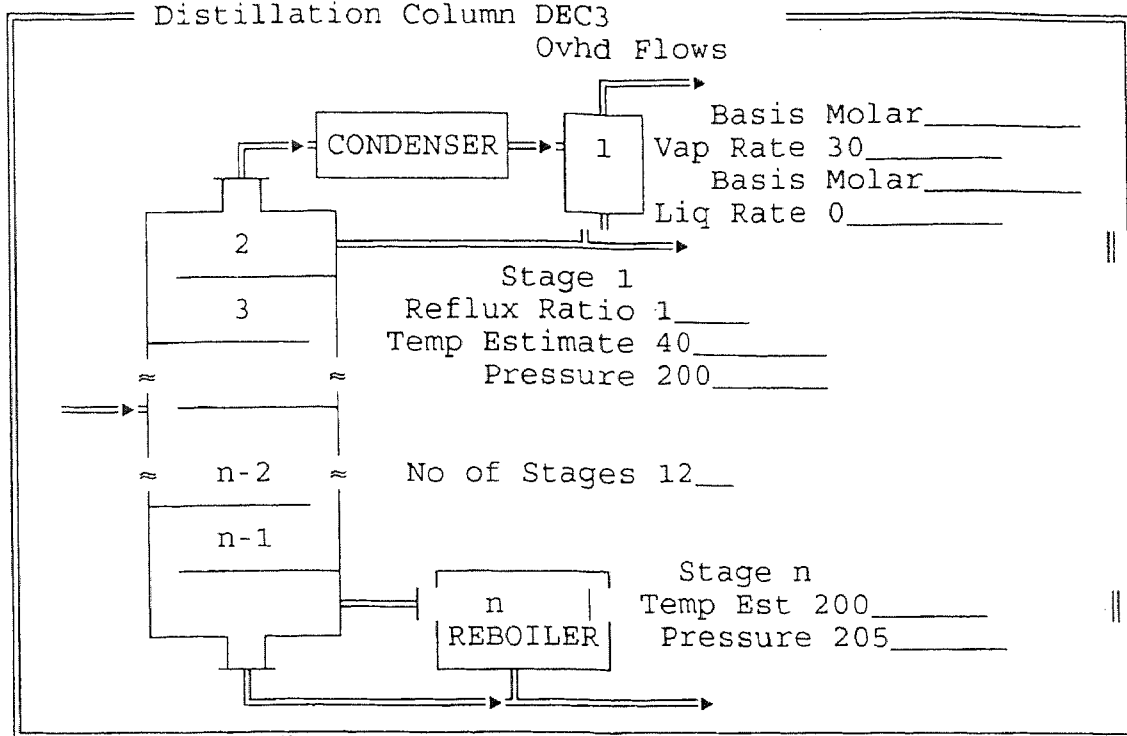 Distillation Column DEC3
Ovhd Flows
Basis Molar
CONDENSER
1
Vap Rate 30
Basis Molar
Liq Rate 0
2
Stage 1
3
Reflux Ratio 1
Temp Estimate 40
≈ ≈ Pressure 200
≈ n-2 ≈ No of Stages 12
n-1
Stage n
n
Temp Est 200
REBOILER
Pressure 205